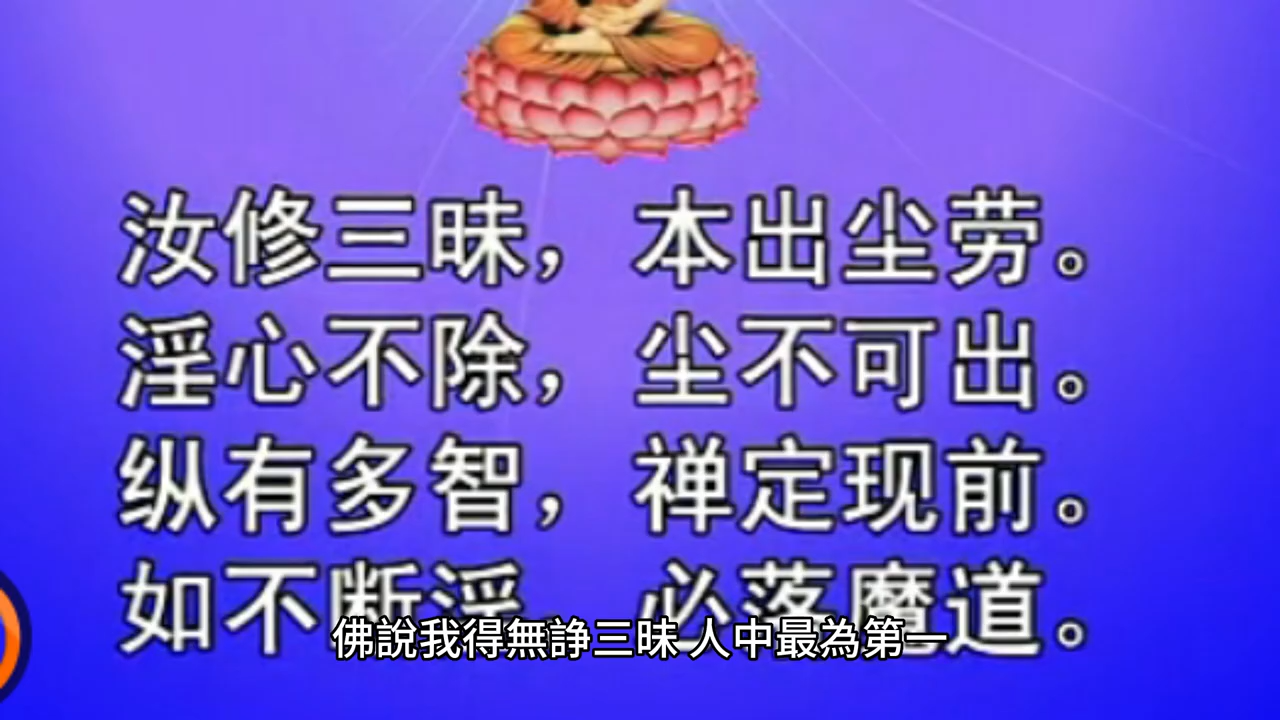 汝修三昧，本出尘劳。
淫心不除，尘不可出。
纵有多智，禅定现前。
如不断淫，必落魔道。
佛說我得無諍三昧 人中最為第一